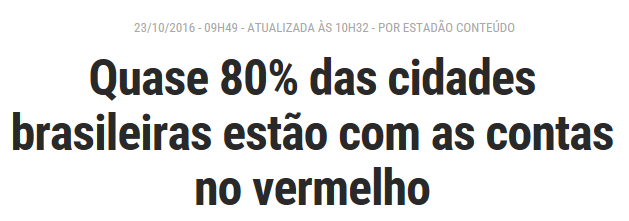 23/10/2016 - 09H49 - ATUALIZADA ÀS 10H32 - POR ESTADÃO CONTEÚDO
Quase 80% das cidades
brasileiras estão com as contas
no vermelho